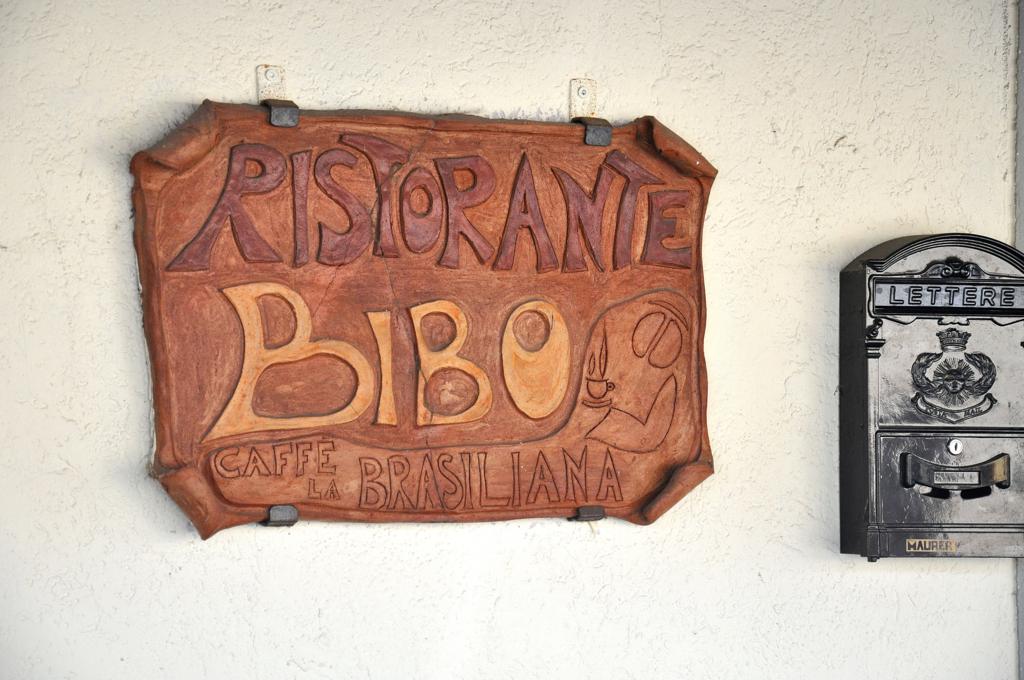 RISTORANTE
BIBO
CAFFE LA BRASILIANA
LETTERE
MAURER